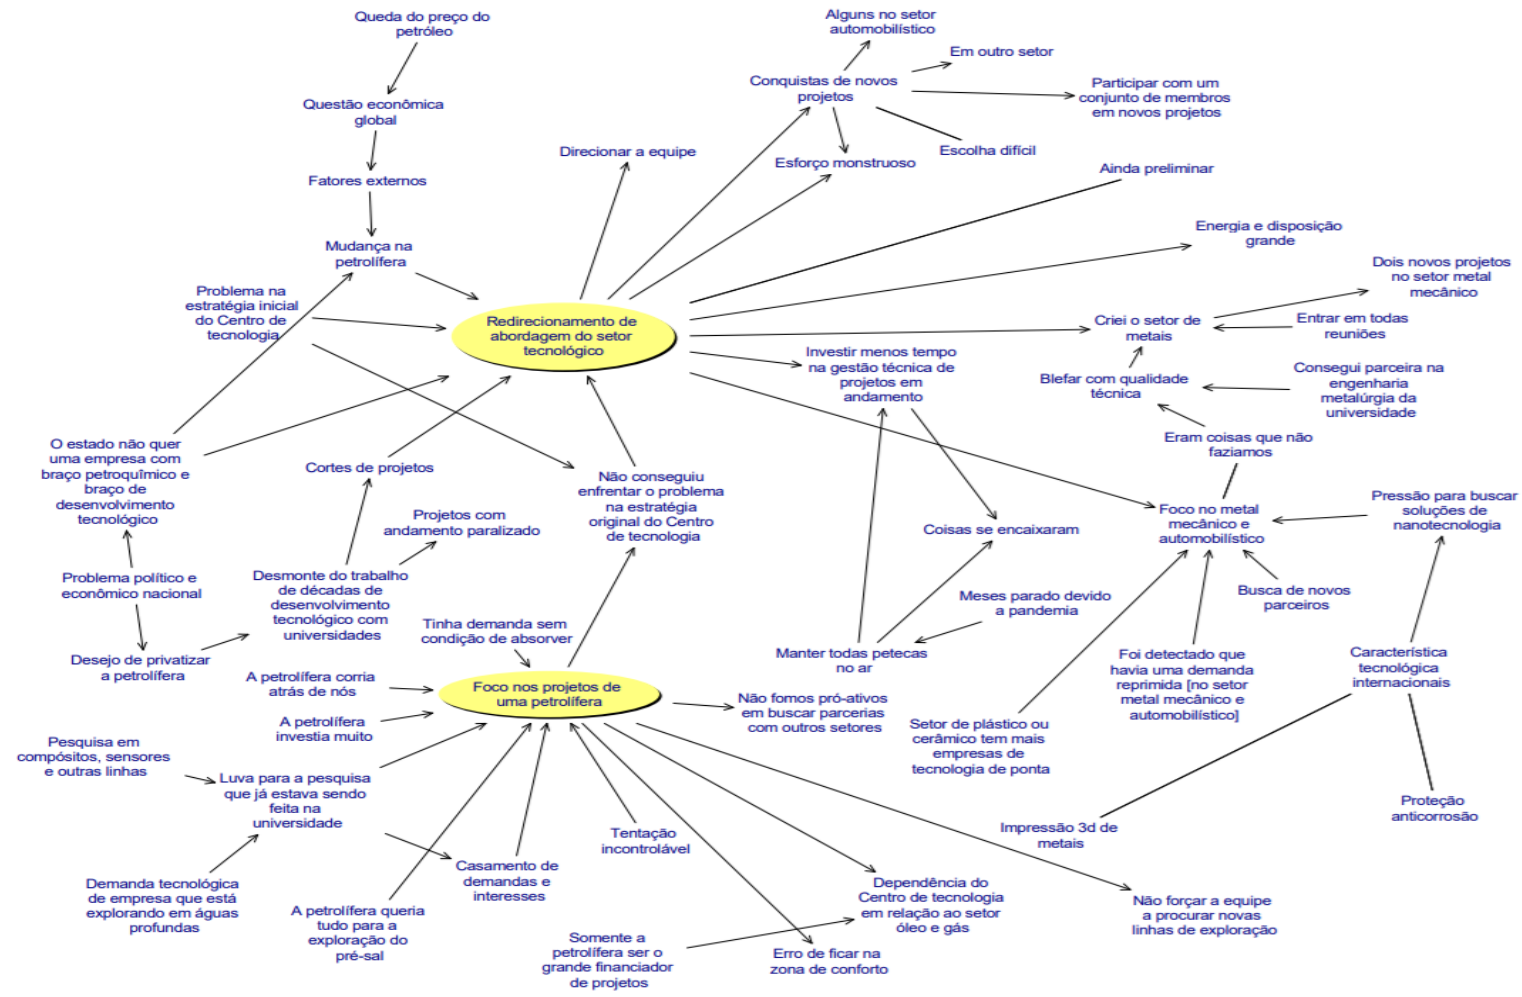 Queda do preço do
petróleo
Alguns no setor
automobilístico
Em outro setor
Conquistas de novos
projetos
Participar com um
conjunto de membros
em novos projetos
Questão econômica
global
Direcionar a equipe
Esforço monstruoso
Escolha difícil
Ainda preliminar
Fatores externos
Energia e disposição
grande
Mudança na
petrolífera
Dois novos projetos
no setor metal
mecânico
Problema na
estratégia inicial
do Centro de
tecnologia
Redirecionamento de
abordagem do setor
tecnológico
Criei o setor de
metais
Entrar em todas
reuniões
Investir menos tempo
na gestão técnica de
projetos em
andamento
Blefar com qualidade
técnica
Consegui parceira na
engenharia
metalúrgia da
universidade
Eram coisas que não
faziamos
O estado não quer
uma empresa com
braço petroquîmico e
braço de
desenvolvimento
tecnológico
Cortes de projetos
Não conseguiu
enfrentar o problema
na estratégia
original do Centro
de tecnologia
Projetos com
andamento paralizado
Coisas se encaixaram
Foco no metal
mecânico e
automobilístico
Pressão para buscar
soluções de
nanotecnologia
Problema político e
econômico nacional
Desmonte do trabalho
de décadas de
desenvolvimento
tecnológico com
universidades
Busca de novos
parceiros
Meses parado devido
a pandemia
Tinha demanda sem
condição de absorver
Manter todas petecas
no ar
Desejo de privatizar
a petrolífera
Foi detectado que
havia uma demanda
reprimida [no setor
metal mecânico e
automobilístico]
Característica
tecnológica
internacionais
A petrolífera corria
atrás de nós
Foco nos projetos de
uma petrolífera
Não fomos pró-ativos
em buscar parcerias
com outros setores
A petrolífera
investia muito
Setor de plástico ou
cerâmico tem mais
empresas de
tecnologia de ponta
Pesquisa em
compósitos, sensores
e outras linhas
Luva para a pesquisa
que já estava sendo
feita na
universidade
Proteção
anticorrosão
Tentação
incontrolável
Impressão 3d de
metais
Casamento de
demandas e
interesses
Demanda tecnológica
de empresa que está
explorando em águas
profundas
Dependência do
Centro de tecnologia
em relação ao setor
óleo e gás
Não forçar a equipe
a procurar novas
linhas de exploração
A petrolífera queria
tudo para a
exploração do
pré-sal
Somente a
petrolífera ser o
grande financiador
de projetos
Erro de ficar na
zona de conforto